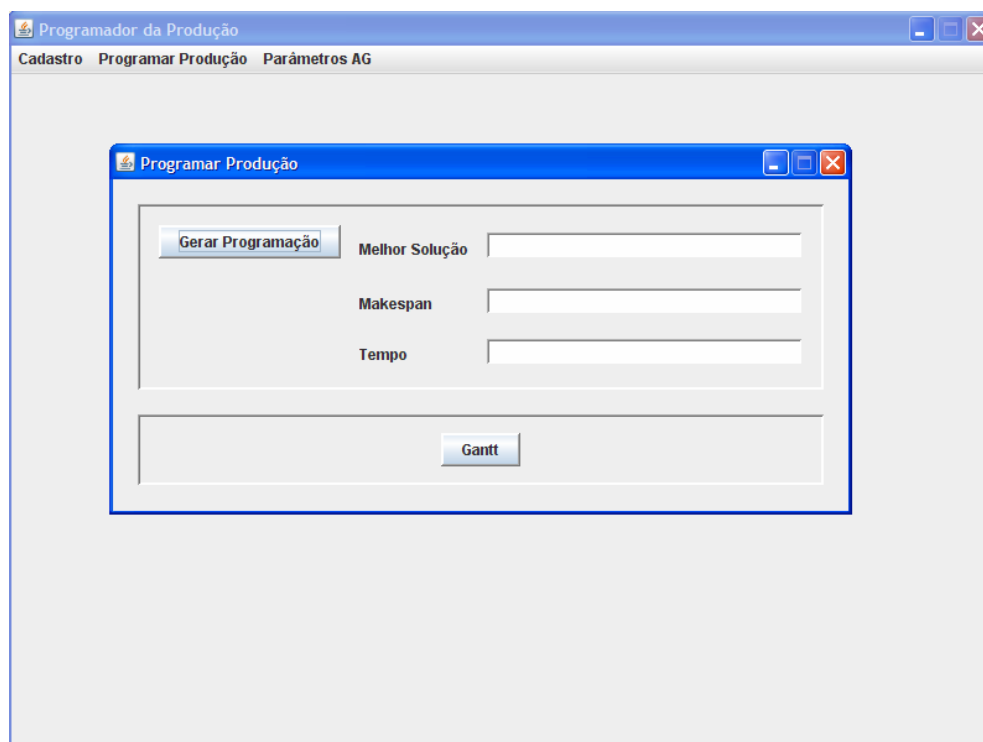 Programador da Produção
Cadastro Programar Produção Parâmetros AG
Programar Produção
Gerar Programação
Melhor Solução
Makespan
Tempo
Gantt